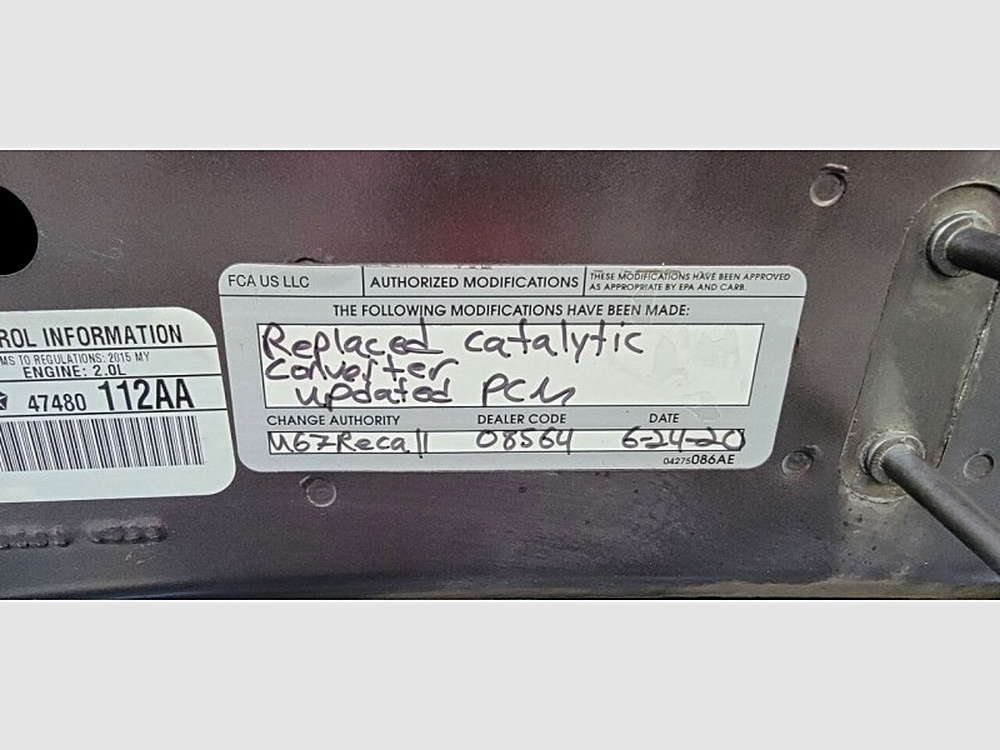 ROL INFORMATION
MS TO REGULATIONS: 2015 MY
ENGINE: 2.0L
47480 112AA
FCA US LLC
AUTHORIZED MODIFICATIONS
THESE MODIFICATIONS HAVE BEEN APPROVED
AS APPROPRIATE BY EPA AND CARB.
THE FOLLOWING MODIFICATIONS HAVE BEEN MADE:
Replaced catalytic
converter
updated PCM
CHANGE AUTHORITY DEALER CODE DATE
U67Recall 08564 6-24-20
04275086AE